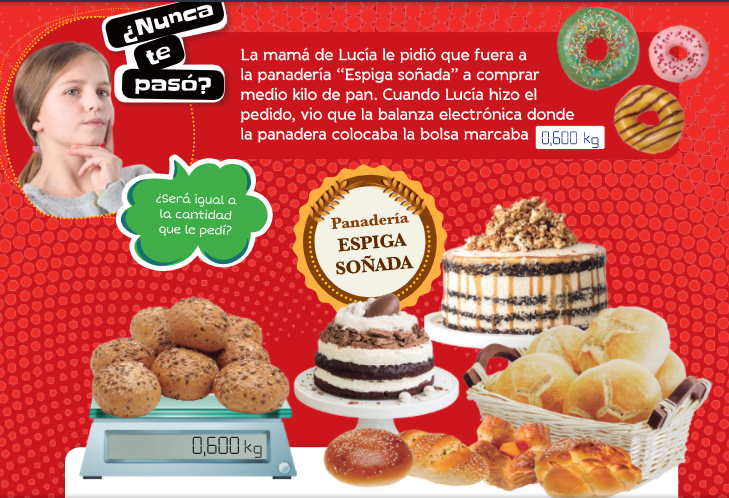 ¿Nunca
te
pasó?
La mamá de Lucía le pidió que fuera a
la panadería “Espiga soñada” a comprar
medio kilo de pan. Cuando Lucía hizo el
pedido, vio que la balanza electrónica donde
la panadera colocaba la bolsa marcaba 0,600 kg
¿Será igual a
la cantidad
que le pedí?
Panadería
ESPIGA
SOÑADA
0,600 kg